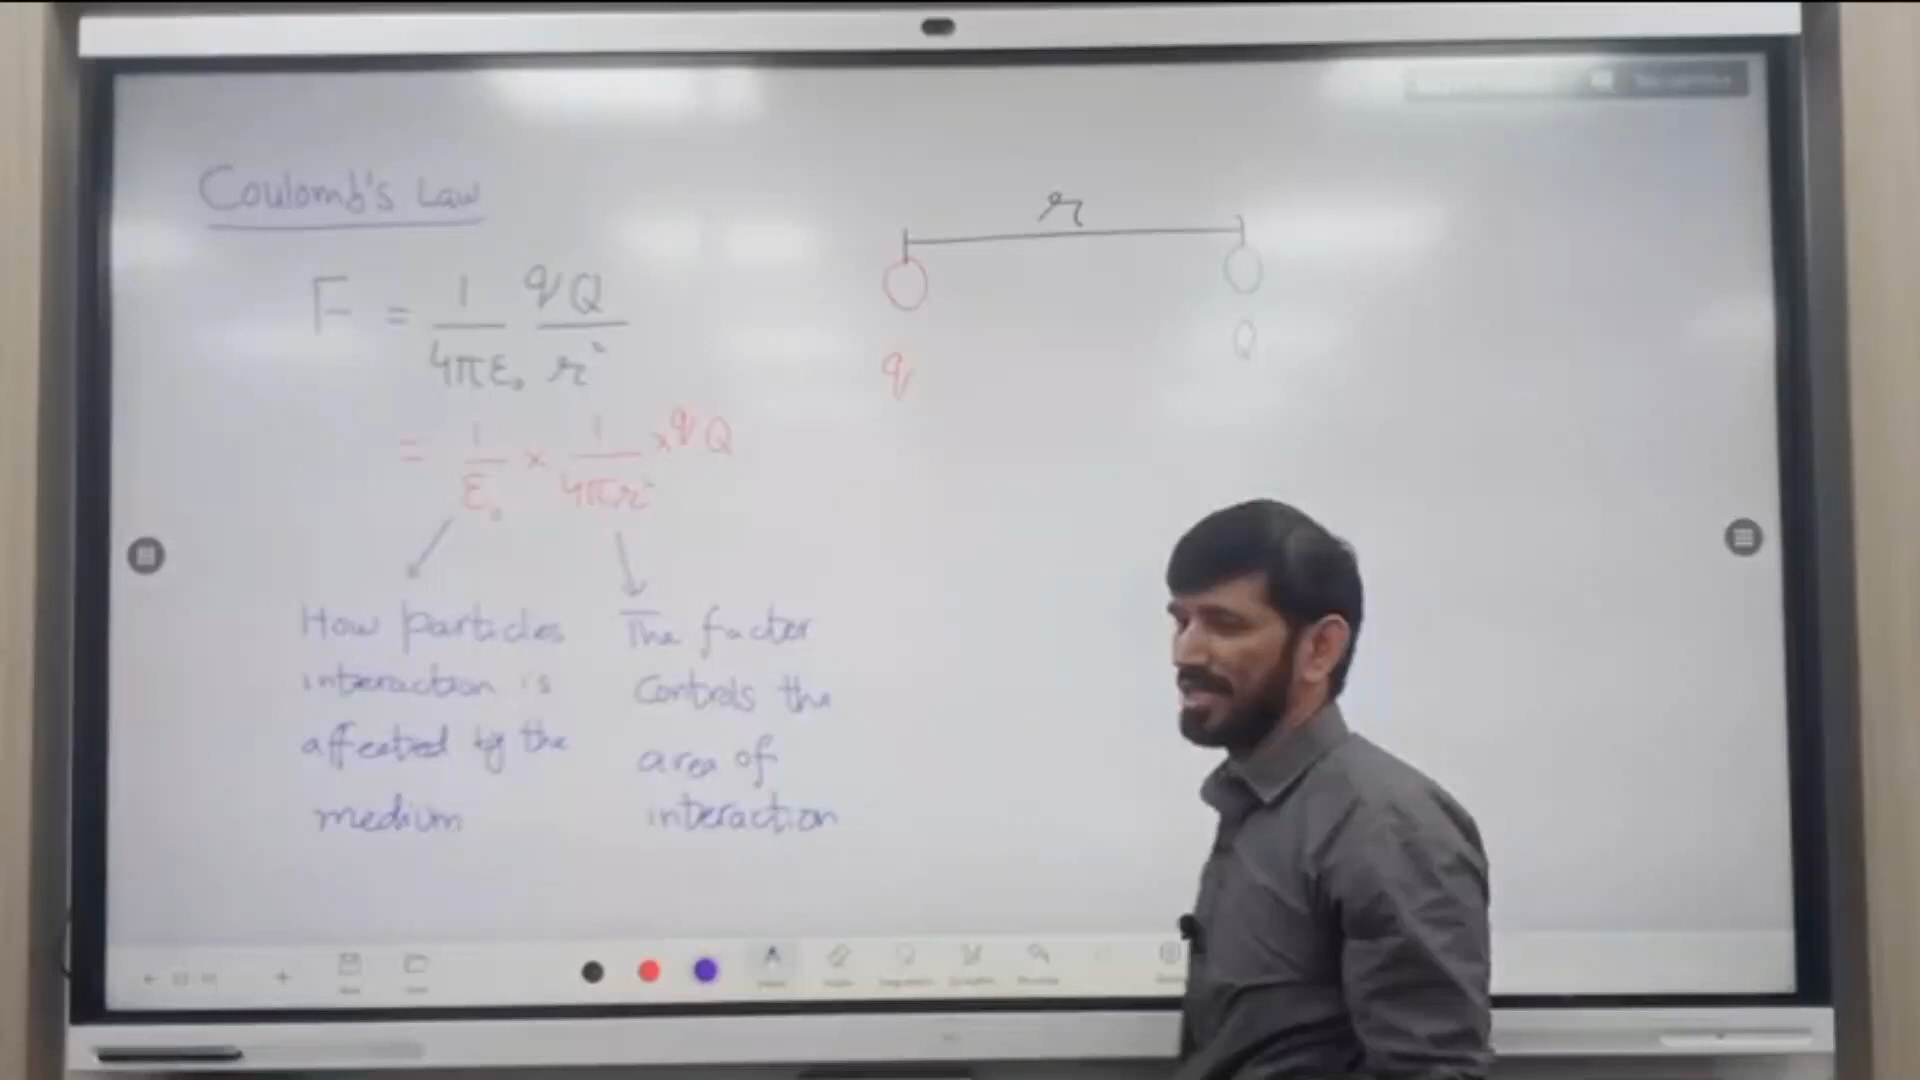 Coulomb's Law
F = 1/4πε₀ qQ/r²
= 1/ε₀ × 1/4πr² × qQ
How particles
interaction is
affected by the
medium
The factor
Controls the
area of
interaction
r
q
Q